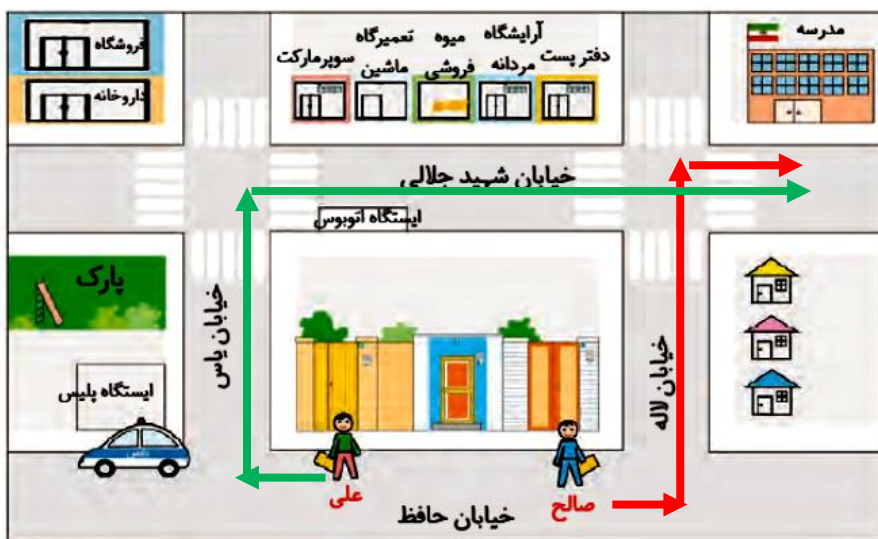 مدرسه
دفتر پست
آرایشگاه
مردانه
میوه
فروشی
تعمیرگاه
ماشین
سوپرمارکت
فروشگاه
داروخانه
خیابان شهید جلالی
ایستگاه اتوبوس
پارک
خیابان یاس
خیابان لاله
ایستگاه پلیس
علی
صالح
خیابان حافظ